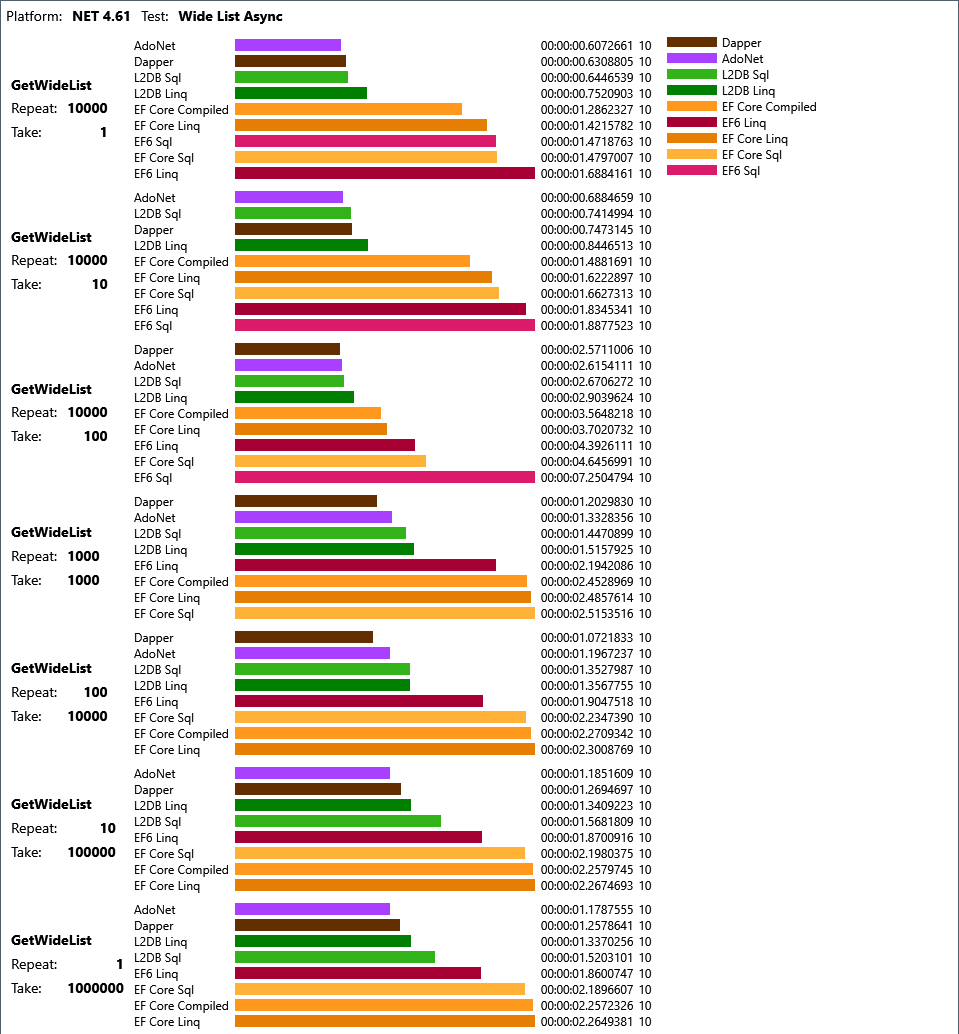 Platform: NET 4.61 Test: Wide List Async
Dapper
AdoNet
L2DB Sql
L2DB Linq
EF Core Compiled
EF6 Linq
EF Core Linq
EF Core Sql
EF6 Sql
GetWideList
Repeat: 10000
Take: 1
AdoNet 00:00:00.6072661 10
Dapper 00:00:00.6308805 10
L2DB Sql 00:00:00.6446539 10
L2DB Linq 00:00:00.7520903 10
EF Core Compiled 00:00:01.2862327 10
EF Core Linq 00:00:01.4215782 10
EF6 Sql 00:00:01.4718763 10
EF Core Sql 00:00:01.4797007 10
EF6 Linq 00:00:01.6884161 10
GetWideList
Repeat: 10000
Take: 10
AdoNet 00:00:00.6884659 10
L2DB Sql 00:00:00.7414994 10
Dapper 00:00:00.7473145 10
L2DB Linq 00:00:00.8446513 10
EF Core Compiled 00:00:01.4881691 10
EF Core Linq 00:00:01.6222897 10
EF Core Sql 00:00:01.6627313 10
EF6 Linq 00:00:01.8345341 10
EF6 Sql 00:00:01.8877523 10
GetWideList
Repeat: 10000
Take: 100
Dapper 00:00:02.5711006 10
AdoNet 00:00:02.6154111 10
L2DB Sql 00:00:02.6706272 10
L2DB Linq 00:00:02.9039624 10
EF Core Compiled 00:00:03.5648218 10
EF Core Linq 00:00:03.7020732 10
EF6 Linq 00:00:04.3926111 10
EF Core Sql 00:00:04.6456991 10
EF6 Sql 00:00:07.2504794 10
GetWideList
Repeat: 1000
Take: 1000
Dapper 00:00:01.2029830 10
AdoNet 00:00:01.3328356 10
L2DB Sql 00:00:01.4470899 10
L2DB Linq 00:00:01.5157925 10
EF6 Linq 00:00:02.1942086 10
EF Core Compiled 00:00:02.4528969 10
EF Core Linq 00:00:02.4857614 10
EF Core Sql 00:00:02.5153516 10
GetWideList
Repeat: 100
Take: 10000
Dapper 00:00:01.0721833 10
AdoNet 00:00:01.1967237 10
L2DB Sql 00:00:01.3527987 10
L2DB Linq 00:00:01.3567755 10
EF6 Linq 00:00:01.9047518 10
EF Core Sql 00:00:02.2347390 10
EF Core Compiled 00:00:02.2709342 10
EF Core Linq 00:00:02.3008769 10
GetWideList
Repeat: 10
Take: 100000
AdoNet 00:00:01.1851609 10
Dapper 00:00:01.2694697 10
L2DB Linq 00:00:01.3409223 10
L2DB Sql 00:00:01.5681809 10
EF6 Linq 00:00:01.8700916 10
EF Core Sql 00:00:02.1980375 10
EF Core Compiled 00:00:02.2579745 10
EF Core Linq 00:00:02.2674693 10
GetWideList
Repeat: 1
Take: 1000000
AdoNet 00:00:01.1787555 10
Dapper 00:00:01.2578641 10
L2DB Linq 00:00:01.3370256 10
L2DB Sql 00:00:01.5203101 10
EF6 Linq 00:00:01.8600747 10
EF Core Sql 00:00:02.1896607 10
EF Core Compiled 00:00:02.2572326 10
EF Core Linq 00:00:02.2649381 10